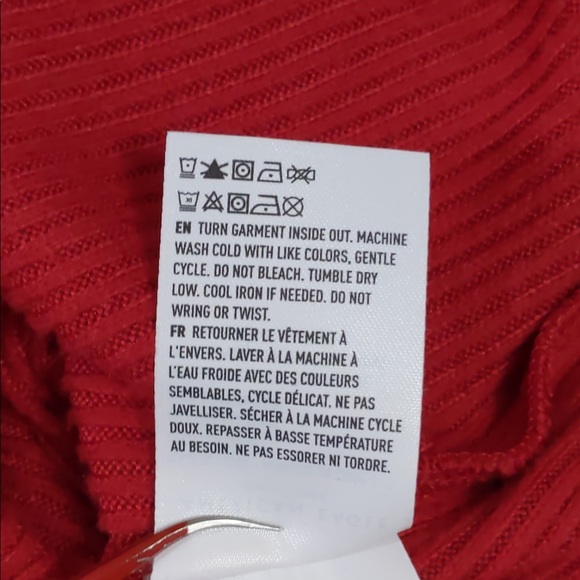 EN TURN GARMENT INSIDE OUT. MACHINE
WASH COLD WITH LIKE COLORS, GENTLE
CYCLE. DO NOT BLEACH. TUMBLE DRY
LOW. COOL IRON IF NEEDED. DO NOT
WRING OR TWIST.
FR RETOURNER LE VÊTEMENT À
L'ENVERS. LAVER À LA MACHINE À
L'EAU FROIDE AVEC DES COULEURS
SEMBLABLES, CYCLE DÉLICAT. NE PAS
JAVELLISER. SÉCHER À LA MACHINE CYCLE
DOUX. REPASSER À BASSE TEMPÉRATURE
AU BESOIN. NE PAS ESSORER NI TORDRE.